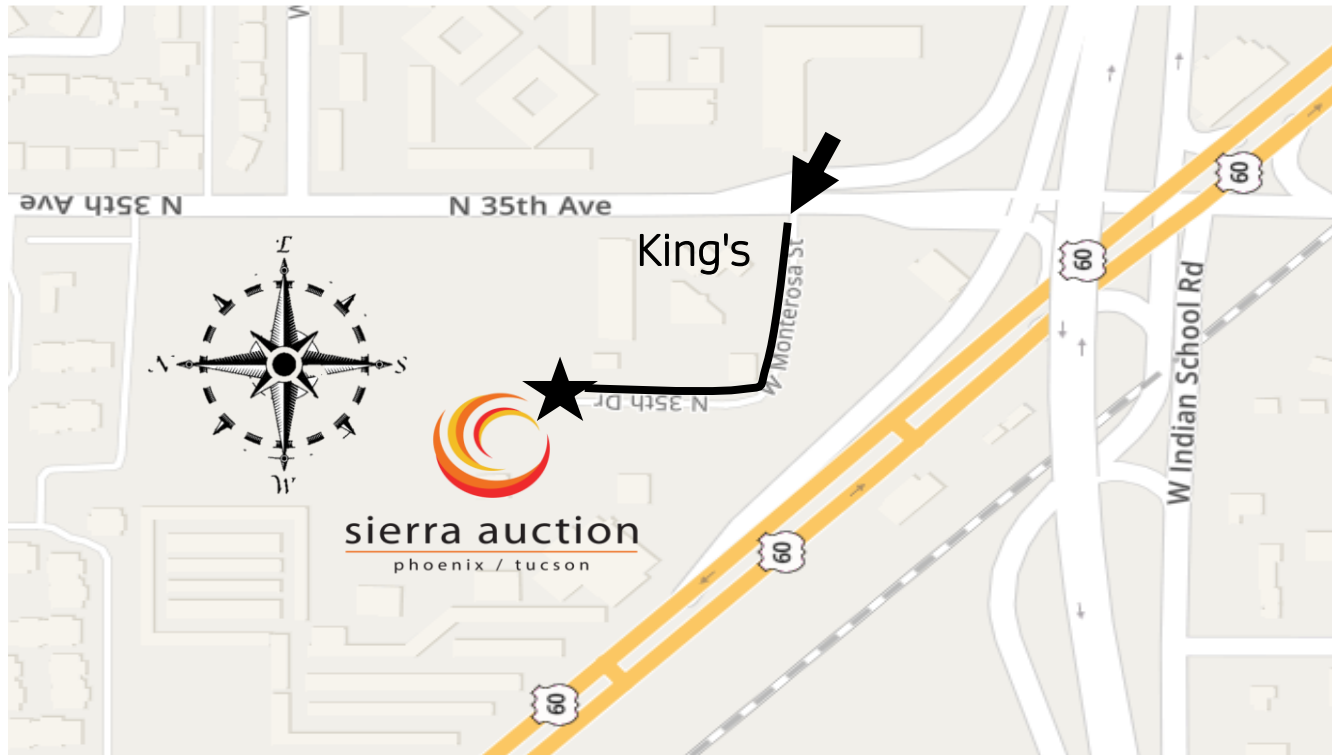 N 35th Ave
N 35th Ave
King's
W Monterosa St
N 35th Dr
W Indian School Rd
60
60
60
60
N
S
W
sierra auction
phoenix / tucson